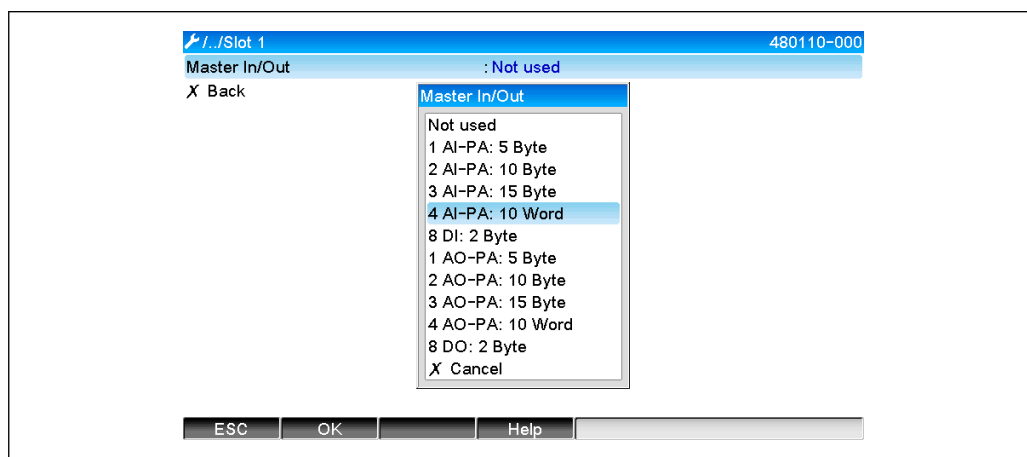 /../Slot 1 480110-000
Master In/Out : Not used
X Back
Master In/Out
Not used
1 AI-PA: 5 Byte
2 AI-PA: 10 Byte
3 AI-PA: 15 Byte
4 AI-PA: 10 Word
8 DI: 2 Byte
1 AO-PA: 5 Byte
2 AO-PA: 10 Byte
3 AO-PA: 15 Byte
4 AO-PA: 10 Word
8 DO: 2 Byte
X Cancel
ESC OK Help